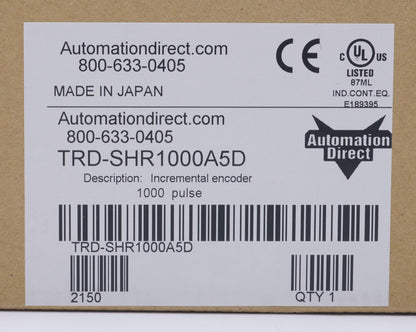 Automationdirect.com
800-633-0405
CE
C UL US
LISTED
87ML
IND.CONT.EQ.
E189395
MADE IN JAPAN
Automationdirect.com
800-633-0405
Automation
Direct
TRD-SHR1000A5D
Description: Incremental encoder
1000 pulse
TRD-SHR1000A5D
2150
QTY 1